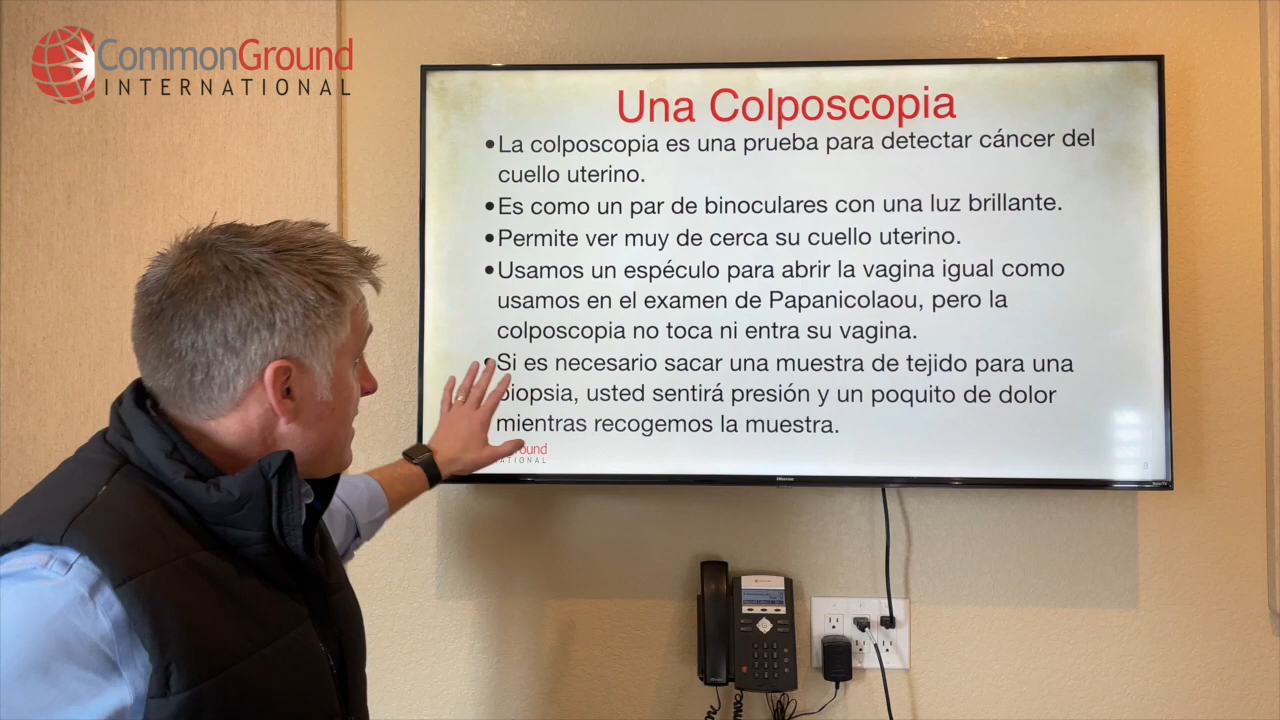 CommonGround
INTERNATIONAL
Una Colposcopia
•La colposcopia es una prueba para detectar cáncer del
cuello uterino.
•Es como un par de binoculares con una luz brillante.
•Permite ver muy de cerca su cuello uterino.
•Usamos un espéculo para abrir la vagina igual como
usamos en el examen de Papanicolaou, pero la
colposcopia no toca ni entra su vagina.
•Si es necesario sacar una muestra de tejido para una
biopsia, usted sentirá presión y un poquito de dolor
mientras recogemos la muestra.
8
Hisense